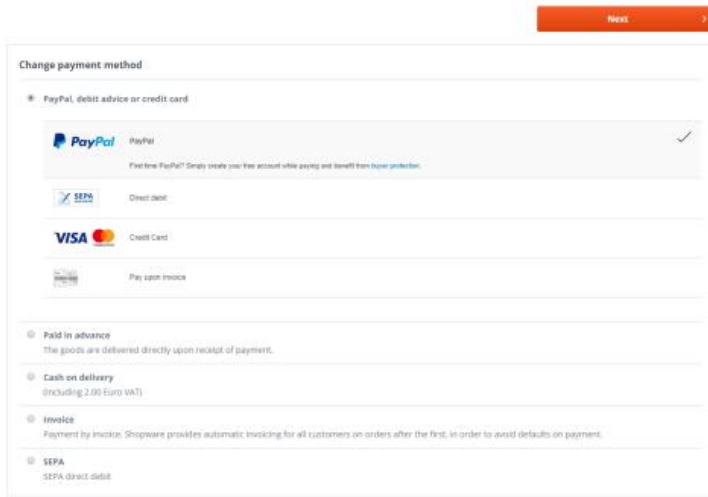 Next
Change payment method
PayPal, debit advice or credit card
PayPal PayPal
First time PayPal? Simply create your free account while paying and benefit from buyer protection.
SEPA Direct debit
VISA Credit Card
Pay upon invoice
Paid in advance
The goods are delivered directly upon receipt of payment.
Cash on delivery
(including 2.00 Euro VAT)
Invoice
Payment by invoice. Shopware provides automatic invoicing for all customers on orders after the first, in order to avoid defaults on payment.
SEPA
SEPA direct debit